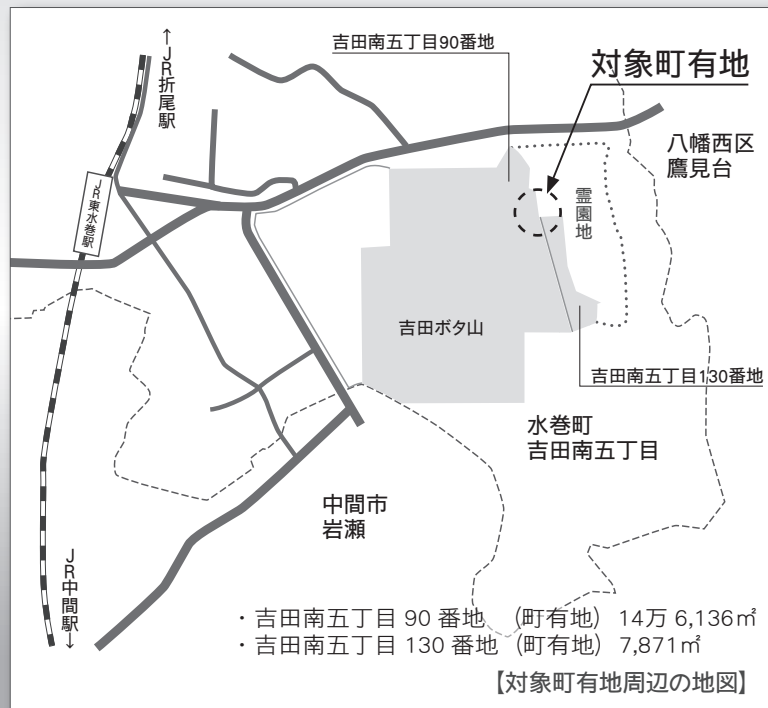 吉田南五丁目90番地
対象町有地
↑JR折尾駅
八幡西区
鷹見台
JR東水巻駅
霊園地
吉田ボタ山
吉田南五丁目130番地
水巻町
吉田南五丁目
中間市
岩瀬
JR中間駅↓
・吉田南五丁目 90 番地 (町有地) 14万 6,136㎡
・吉田南五丁目 130 番地 (町有地) 7,871㎡
【対象町有地周辺の地図】